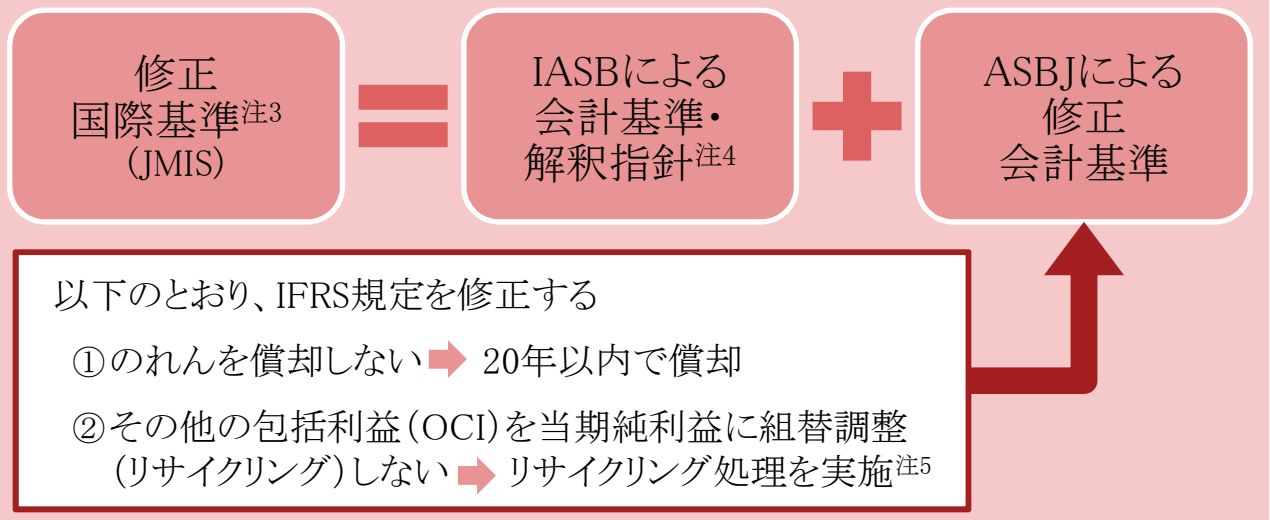 修正
国際基準注3
(JMIS)
IASBによる
会計基準・
解釈指針注4
ASBJによる
修正
会計基準
以下のとおり、IFRS規定を修正する
①のれんを償却しない 20年以内で償却
②その他の包括利益(OCI)を当期純利益に組替調整
(リサイクリング)しない リサイクリング処理を実施注5